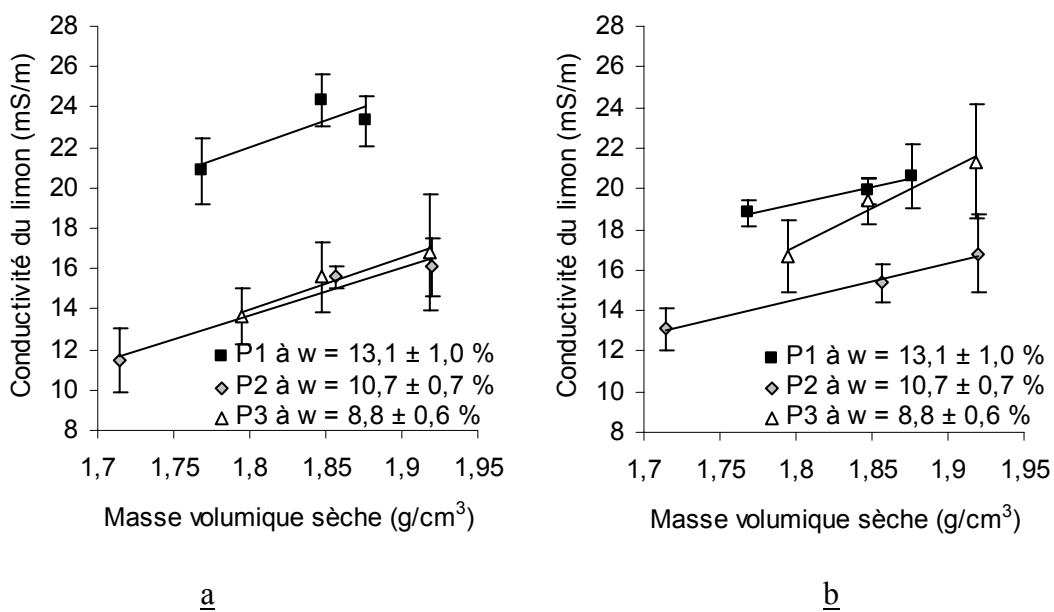 Conductivité du limon (mS/m)
28
26
24
22
20
18
16
14
12
10
8
P1 à w = 13,1 ± 1,0 %
P2 à w = 10,7 ± 0,7 %
P3 à w = 8,8 ± 0,6 %
1,7 1,75 1,8 1,85 1,9 1,95
Masse volumique sèche (g/cm³)
a
Conductivité du limon (mS/m)
28
26
24
22
20
18
16
14
12
10
8
P1 à w = 13,1 ± 1,0 %
P2 à w = 10,7 ± 0,7 %
P3 à w = 8,8 ± 0,6 %
1,7 1,75 1,8 1,85 1,9 1,95
Masse volumique sèche (g/cm³)
b